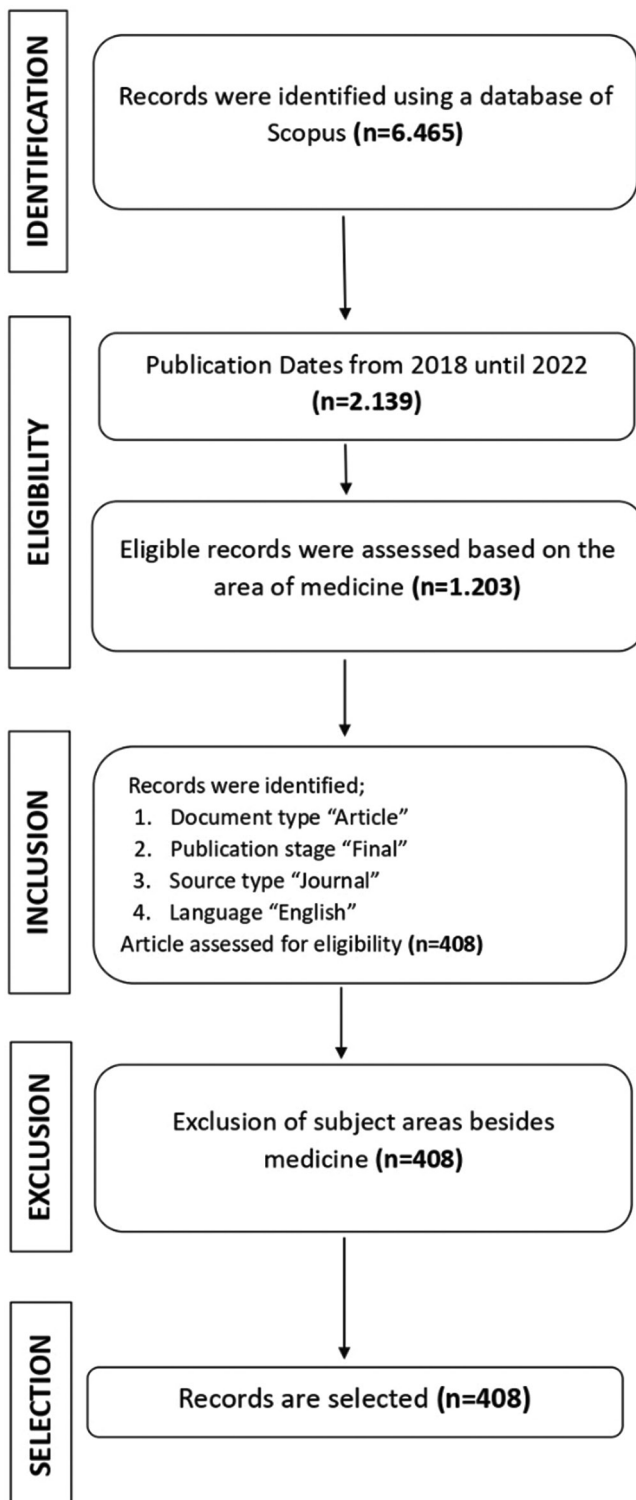 IDENTIFICATION
Records were identified using a database of
Scopus (n=6.465)
ELIGIBILITY
Publication Dates from 2018 until 2022
(n=2.139)
Eligible records were assessed based on the
area of medicine (n=1.203)
INCLUSION
Records were identified;
1. Document type “Article”
2. Publication stage “Final”
3. Source type “Journal”
4. Language “English”
Article assessed for eligibility (n=408)
EXCLUSION
Exclusion of subject areas besides
medicine (n=408)
SELECTION
Records are selected (n=408)